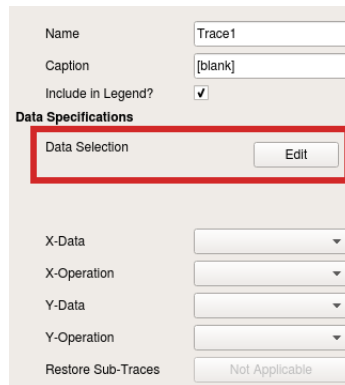 Name Trace1
Caption [blank]
Include in Legend?
Data Specifications
Data Selection Edit
X-Data
X-Operation
Y-Data
Y-Operation
Restore Sub-Traces Not Applicable